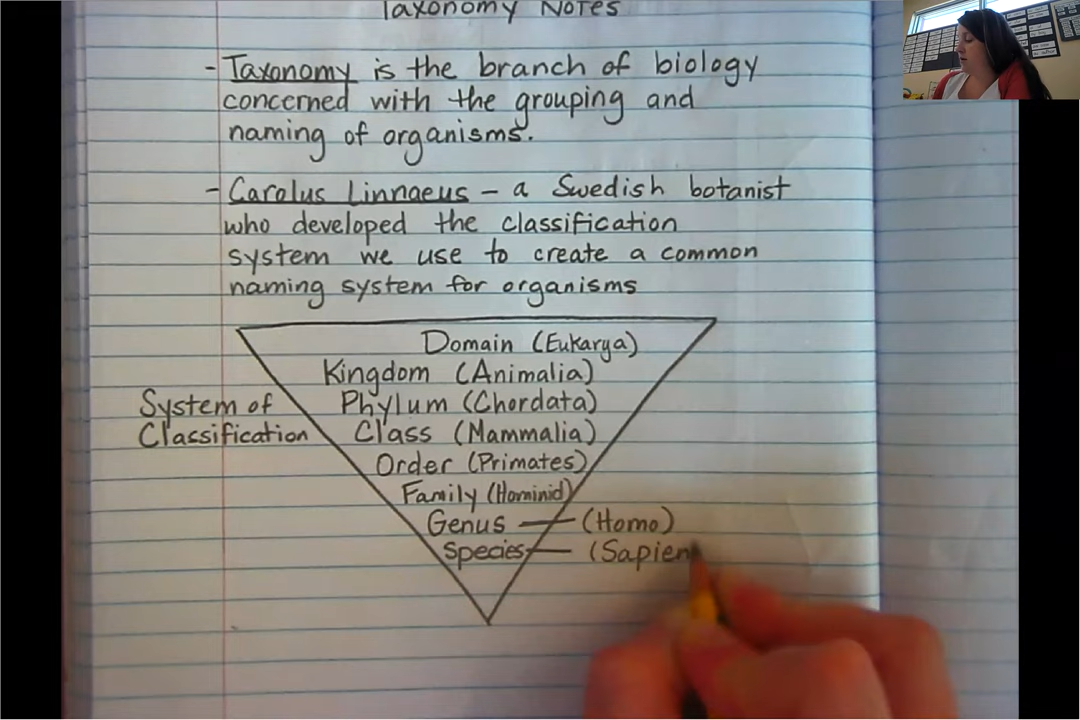 Taxonomy Notes
- Taxonomy is the branch of biology
concerned with the grouping and
naming of organisms.
- Carolus Linnaeus – a Swedish botanist
who developed the classification
system we use to create a common
naming system for organisms
Domain (Eukarya)
Kingdom (Animalia)
System of
Classification
Phylum (Chordata)
Class (Mammalia)
Order (Primates)
Family (Hominid)
Genus — (Homo)
Species — (Sapien